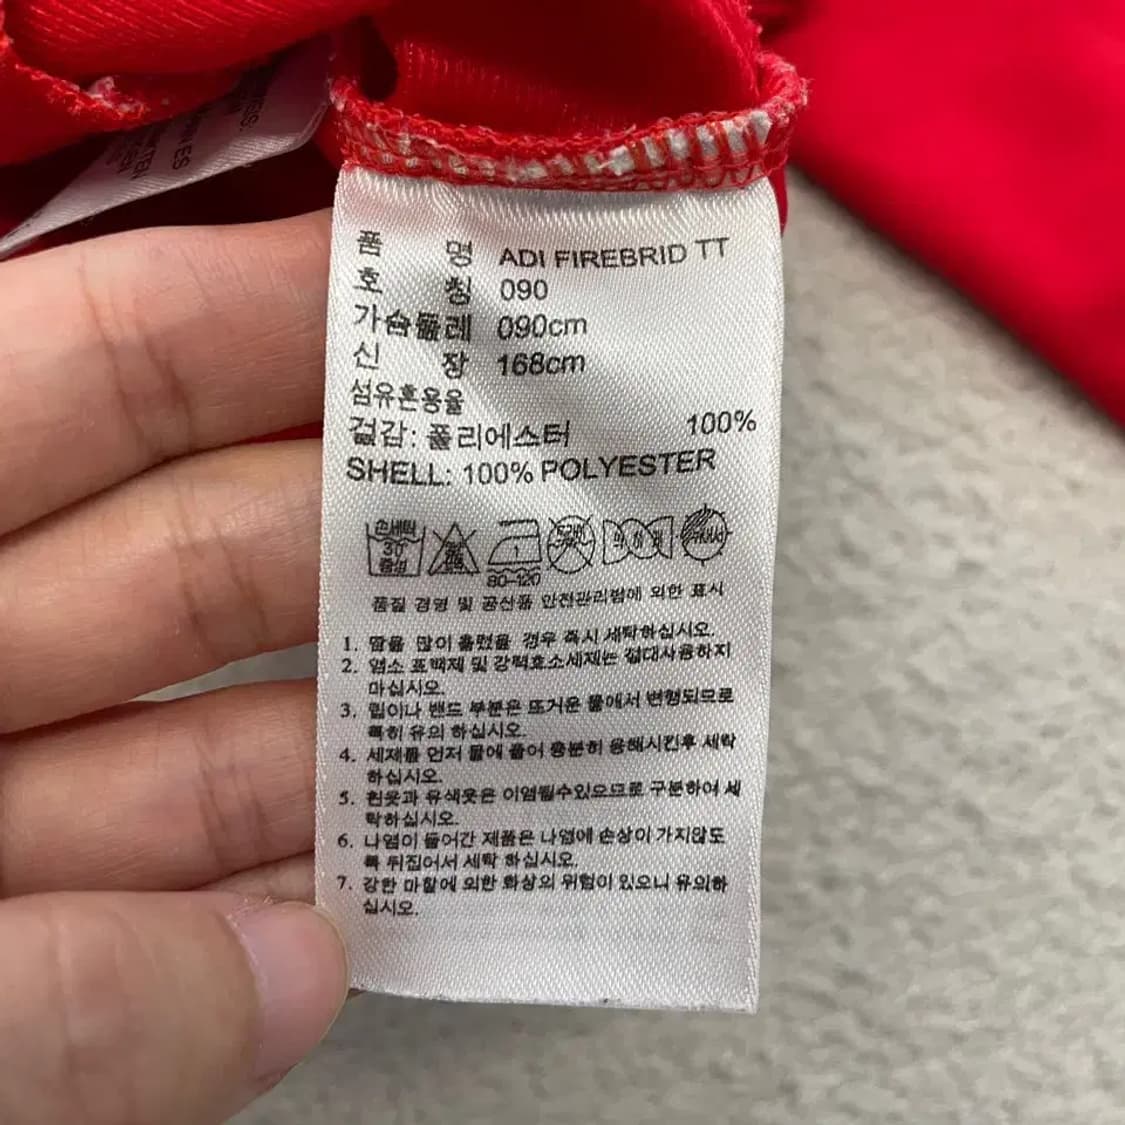 품 명 ADI FIREBRID TT
호 칭 090
가슴둘레 090cm
신 장 168cm
섬유혼용율
겉감: 폴리에스터 100%
SHELL: 100% POLYESTER
손세탁
30°
중성
80-120
품질 경영 및 공산품 안전관리법에 의한 표시
1. 땀을 많이 흘렸을 경우 즉시 세탁하십시오.
2. 염소 표백제 및 강력효소세제는 절대사용하지
마십시오.
3. 립이나 밴드 부분은 뜨거운 물에서 변형되므로
특히 유의 하십시오.
4. 세제를 먼저 물에 풀어 충분히 용해시킨후 세탁
하십시오.
5. 흰옷과 유색옷은 이염될수있으므로 구분하여 세
탁하십시오.
6. 나염이 들어간 제품은 나염에 손상이 가지않도
록 뒤집어서 세탁 하십시오.
7. 강한 마찰에 의한 화상의 위험이 있으니 유의하
십시오.